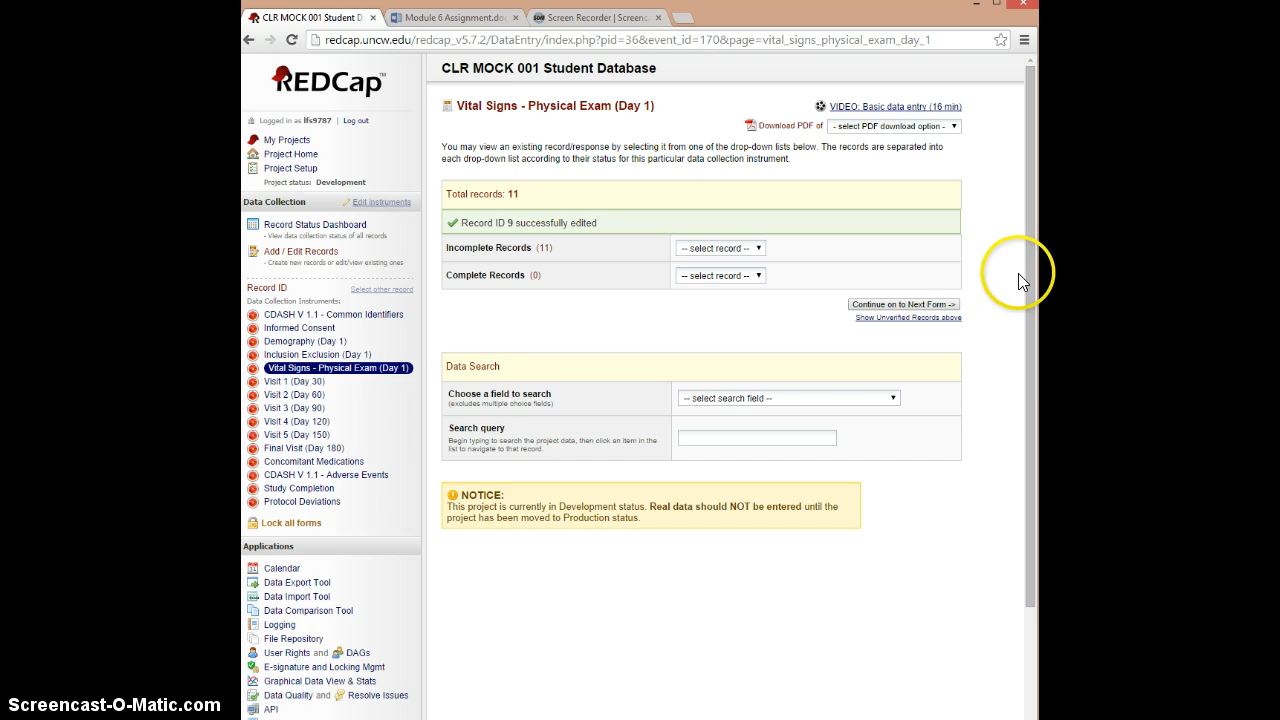 CLR MOCK 001 Student D
Module 6 Assignment.doc
Screen Recorder | Screenc
redcap.uncw.edu/redcap_v5.7.2/DataEntry/index.php?pid=36&event_id=170&page=vital_signs_physical_exam_day_1
REDCap™
Logged in as lfs9787 | Log out
My Projects
Project Home
Project Setup
Project status: Development
Data Collection
Edit instruments
Record Status Dashboard
- View data collection status of all records
Add / Edit Records
- Create new records or edit/view existing ones
Record ID
Select other record
Data Collection Instruments:
CDASH V 1.1 - Common Identifiers
Informed Consent
Demography (Day 1)
Inclusion Exclusion (Day 1)
Vital Signs - Physical Exam (Day 1)
Visit 1 (Day 30)
Visit 2 (Day 60)
Visit 3 (Day 90)
Visit 4 (Day 120)
Visit 5 (Day 150)
Final Visit (Day 180)
Concomitant Medications
CDASH V 1.1 - Adverse Events
Study Completion
Protocol Deviations
Lock all forms
Applications
Calendar
Data Export Tool
Data Import Tool
Data Comparison Tool
Logging
File Repository
User Rights and DAGs
E-signature and Locking Mgmt
Graphical Data View & Stats
Data Quality and Resolve Issues
API
CLR MOCK 001 Student Database
Vital Signs - Physical Exam (Day 1)
VIDEO: Basic data entry (16 min)
Download PDF of - select PDF download option -
You may view an existing record/response by selecting it from one of the drop-down lists below. The records are separated into
each drop-down list according to their status for this particular data collection instrument.
Total records: 11
Record ID 9 successfully edited
Incomplete Records (11)
-- select record --
Complete Records (0)
-- select record --
Continue on to Next Form ->
Show Unverified Records above
Data Search
Choose a field to search
(excludes multiple choice fields)
-- select search field --
Search query
Begin typing to search the project data, then click an item in the
list to navigate to that record.
NOTICE:
This project is currently in Development status. Real data should NOT be entered until the
project has been moved to Production status.
Screencast-O-Matic.com